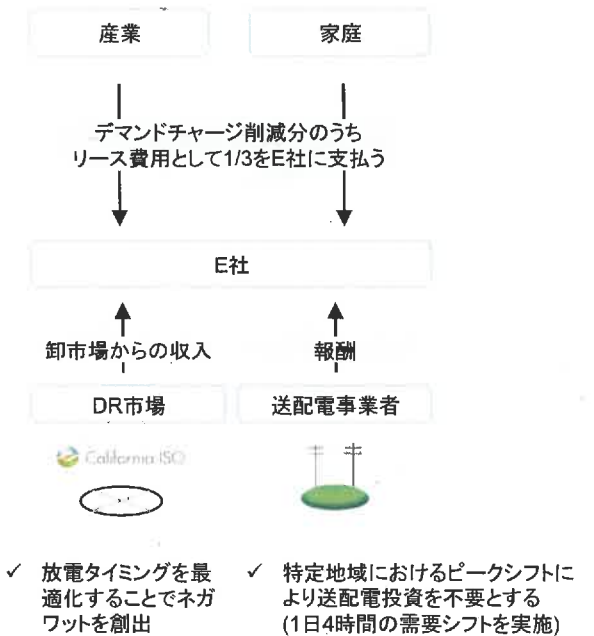 産業
家庭
デマンドチャージ削減分のうち
リース費用として1/3をE社に支払う
E社
卸市場からの収入
報酬
DR市場
送配電事業者
California ISO
✓ 放電タイミングを最
適化することでネガ
ワットを創出
✓ 特定地域におけるピークシフトに
より送配電投資を不要とする
(1日4時間の需要シフトを実施)